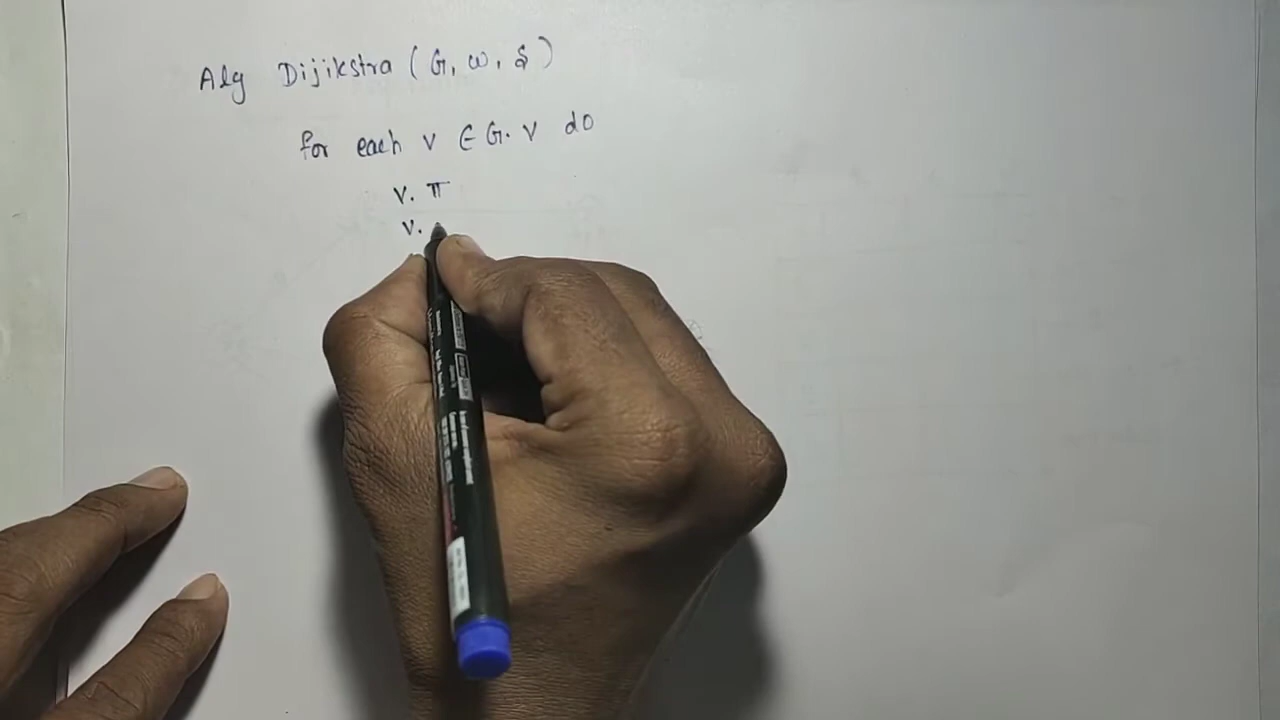 Alg Dijikstra (G, w, s)
for each v ∈ G.v do
v. π
v.